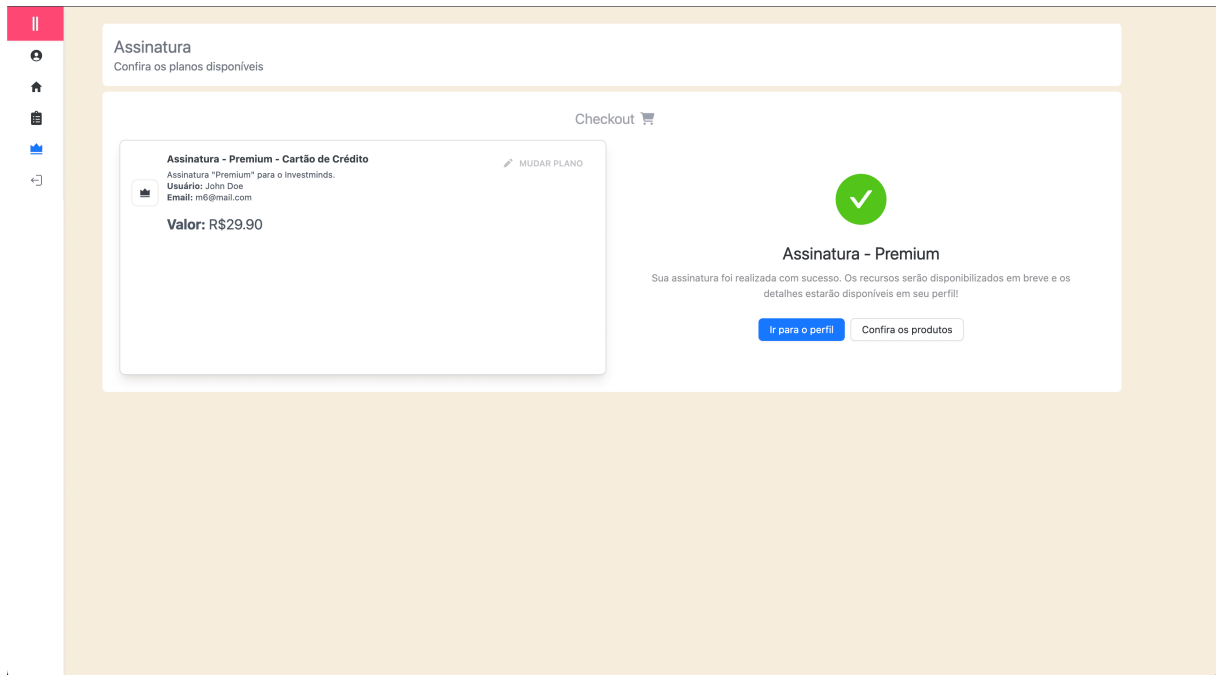 Assinatura
Confira os planos disponíveis
Checkout
Assinatura - Premium - Cartão de Crédito
MUDAR PLANO
Assinatura "Premium" para o Investminds.
Usuário: John Doe
Email: m6@mail.com
Valor: R$29.90
Assinatura - Premium
Sua assinatura foi realizada com sucesso. Os recursos serão disponibilizados em breve e os
detalhes estarão disponíveis em seu perfil!
Ir para o perfil
Confira os produtos